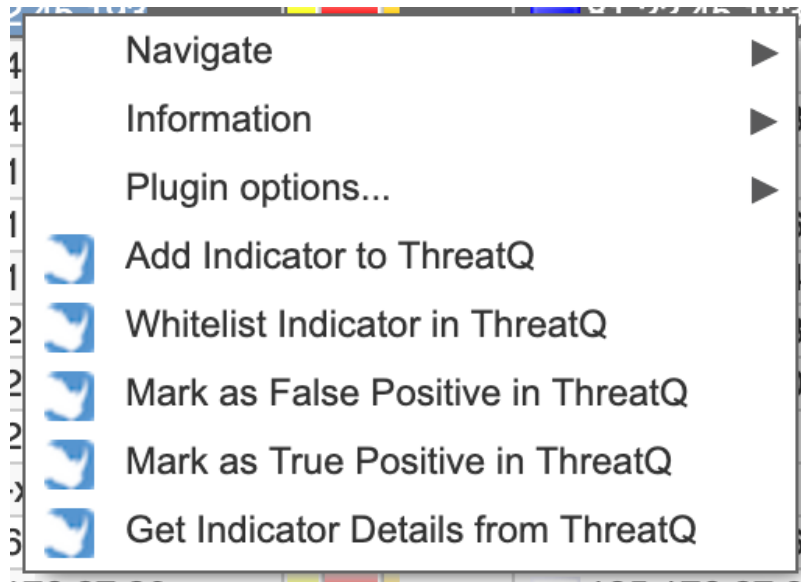 Navigate
Information
Plugin options...
Add Indicator to ThreatQ
Whitelist Indicator in ThreatQ
Mark as False Positive in ThreatQ
Mark as True Positive in ThreatQ
Get Indicator Details from ThreatQ